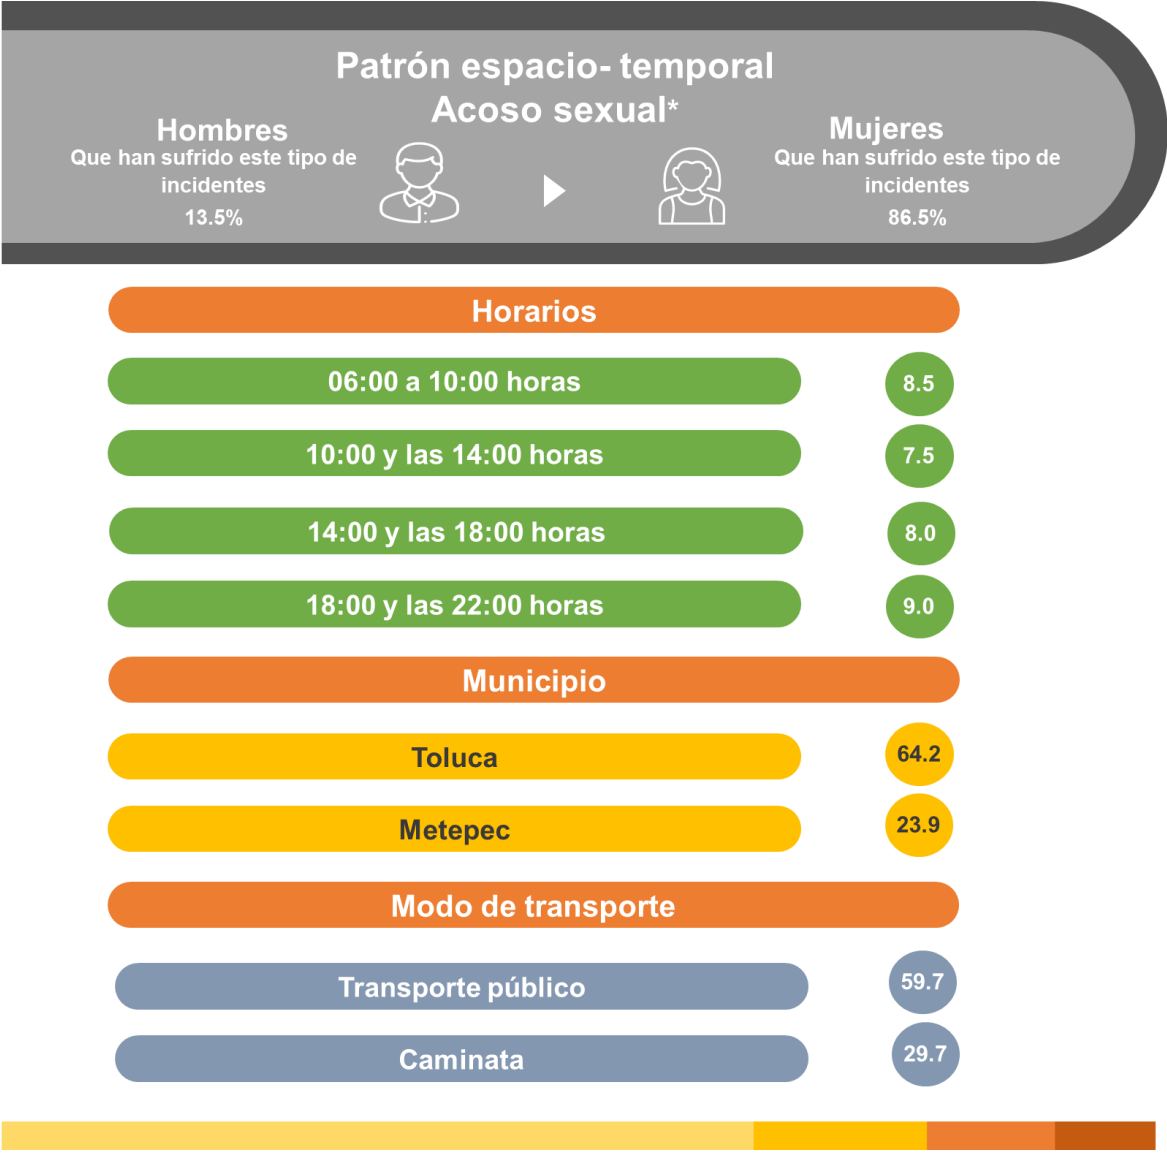 Patrón espacio- temporal
Acoso sexual*
Hombres
Que han sufrido este tipo de
incidentes
13.5%
Mujeres
Que han sufrido este tipo de
incidentes
86.5%
Horarios
06:00 a 10:00 horas
8.5
10:00 y las 14:00 horas
7.5
14:00 y las 18:00 horas
8.0
18:00 y las 22:00 horas
9.0
Municipio
Toluca
64.2
Metepec
23.9
Modo de transporte
Transporte público
59.7
Caminata
29.7